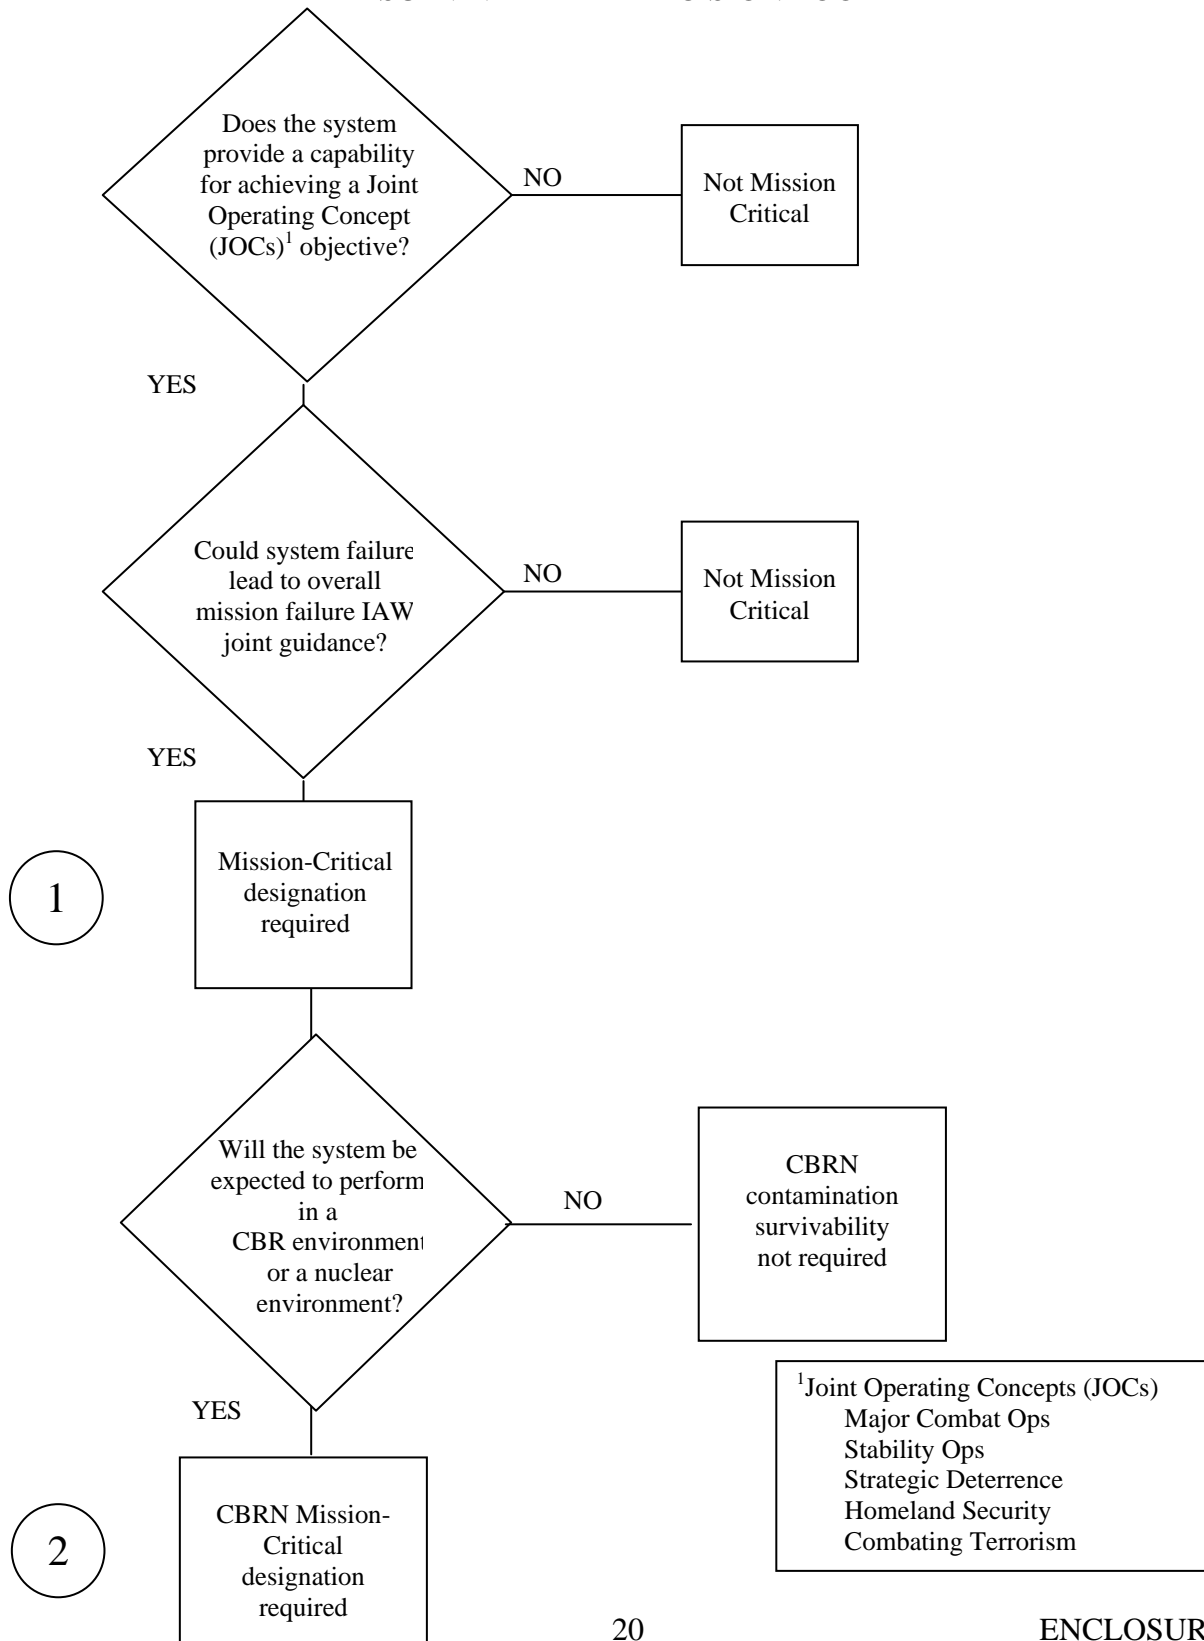 Does the system
provide a capability
for achieving a Joint
Operating Concept
(JOCs)1 objective?
NO
Not Mission
Critical
YES
Could system failure
lead to overall
mission failure IAW
joint guidance?
NO
Not Mission
Critical
YES
1
Mission-Critical
designation
required
Will the system be
expected to perform
in a
CBR environment
or a nuclear
environment?
NO
CBRN
contamination
survivability
not required
YES
1Joint Operating Concepts (JOCs)
Major Combat Ops
Stability Ops
Strategic Deterrence
Homeland Security
Combating Terrorism
2
CBRN Mission-
Critical
designation
required
20
ENCLOSUR